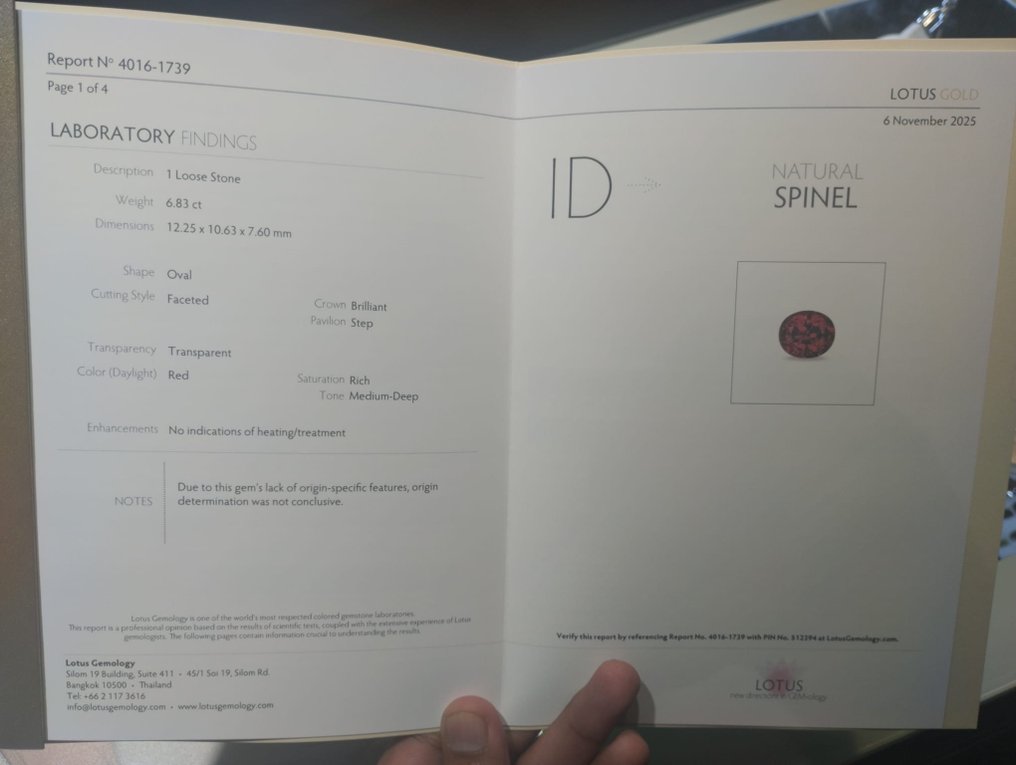 Report Nº 4016-1739
Page 1 of 4
LABORATORY FINDINGS
Description 1 Loose Stone
Weight 6.83 ct
Dimensions 12.25 x 10.63 x 7.60 mm
Shape Oval
Cutting Style Faceted
Crown Brilliant
Pavilion Step
Transparency Transparent
Color (Daylight) Red
Saturation Rich
Tone Medium-Deep
Enhancements No indications of heating/treatment
NOTES
Due to this gem's lack of origin-specific features, origin
determination was not conclusive.
Lotus Gemology is one of the world's most respected colored gemstone laboratories.
This report is a professional opinion based on the results of scientific tests, coupled with the extensive experience of Lotus
gemologists. The following pages contain information crucial to understanding the results.
Lotus Gemology
Silom 19 Building, Suite 411 • 45/1 Soi 19, Silom Rd.
Bangkok 10500 • Thailand
Tel: +66 2 117 3616
info@lotusgemology.com • www.lotusgemology.com
LOTUS GOLD
6 November 2025
ID
NATURAL
SPINEL
Verify this report by referencing Report No. 4016-1739 with PIN No. 512394 at LotusGemology.com.
LOTUS
new directions in GEMology